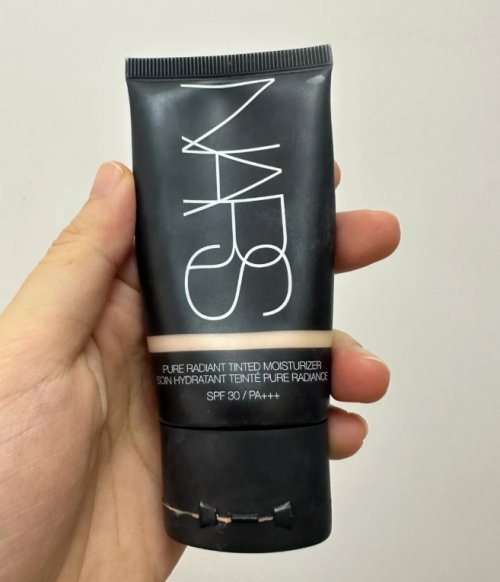 NARS
PURE RADIANT TINTED MOISTURIZER
SOIN HYDRATANT TEINTÉ PURE RADIANCE
SPF 30 / PA+++